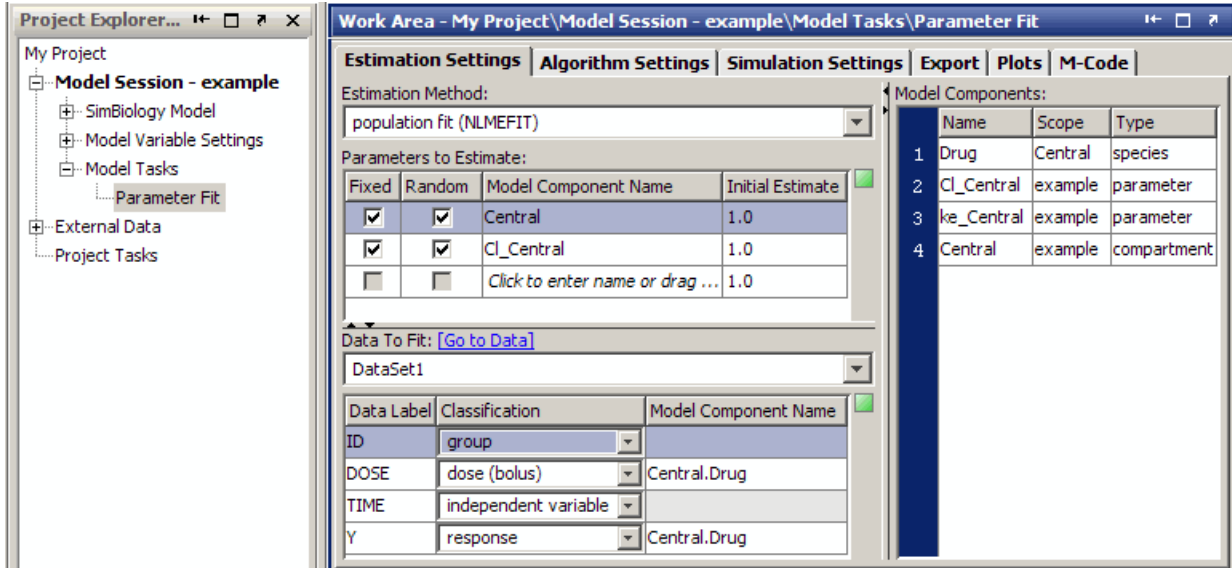 Project Explorer...
My Project
Model Session - example
SimBiology Model
Model Variable Settings
Model Tasks
Parameter Fit
External Data
Project Tasks
Work Area - My Project\Model Session - example\Model Tasks\Parameter Fit
Estimation Settings Algorithm Settings Simulation Settings Export Plots M-Code
Estimation Method:
population fit (NLMEFIT)
Parameters to Estimate:
Fixed Random Model Component Name Initial Estimate
Central 1.0
Cl_Central 1.0
Click to enter name or drag ... 1.0
Data To Fit: [Go to Data]
DataSet1
Data Label Classification Model Component Name
ID group
DOSE dose (bolus) Central.Drug
TIME independent variable
Y response Central.Drug
Model Components:
Name Scope Type
1 Drug Central species
2 Cl_Central example parameter
3 ke_Central example parameter
4 Central example compartment